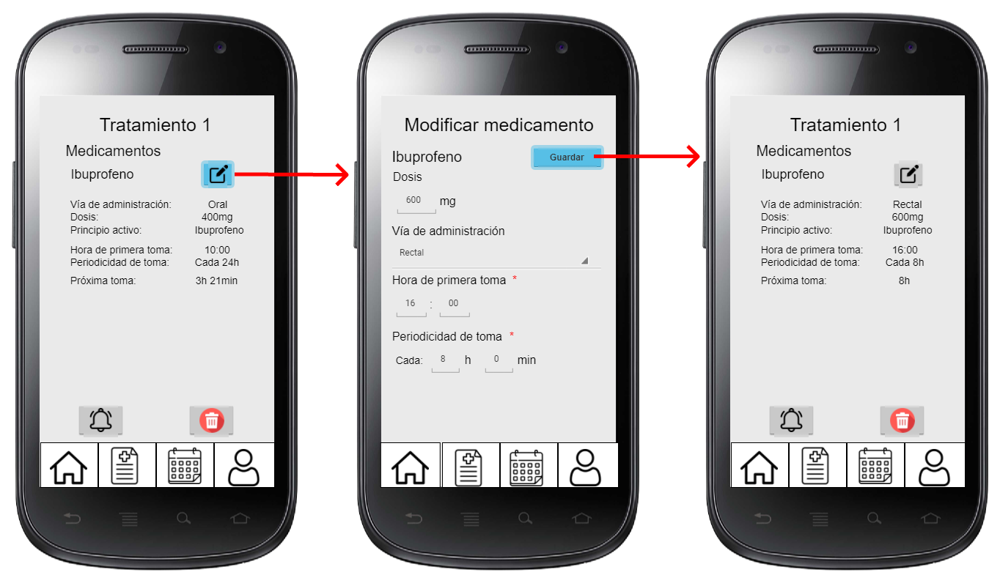 Tratamiento 1
Medicamentos
Ibuprofeno
Vía de administración: Oral
Dosis: 400mg
Principio activo: Ibuprofeno
Hora de primera toma: 10:00
Periodicidad de toma: Cada 24h
Próxima toma: 3h 21min
Modificar medicamento
Ibuprofeno Guardar
Dosis
600 mg
Vía de administración
Rectal
Hora de primera toma *
16 : 00
Periodicidad de toma *
Cada: 8 h 0 min
Tratamiento 1
Medicamentos
Ibuprofeno
Vía de administración: Rectal
Dosis: 600mg
Principio activo: Ibuprofeno
Hora de primera toma: 16:00
Periodicidad de toma: Cada 8h
Próxima toma: 8h